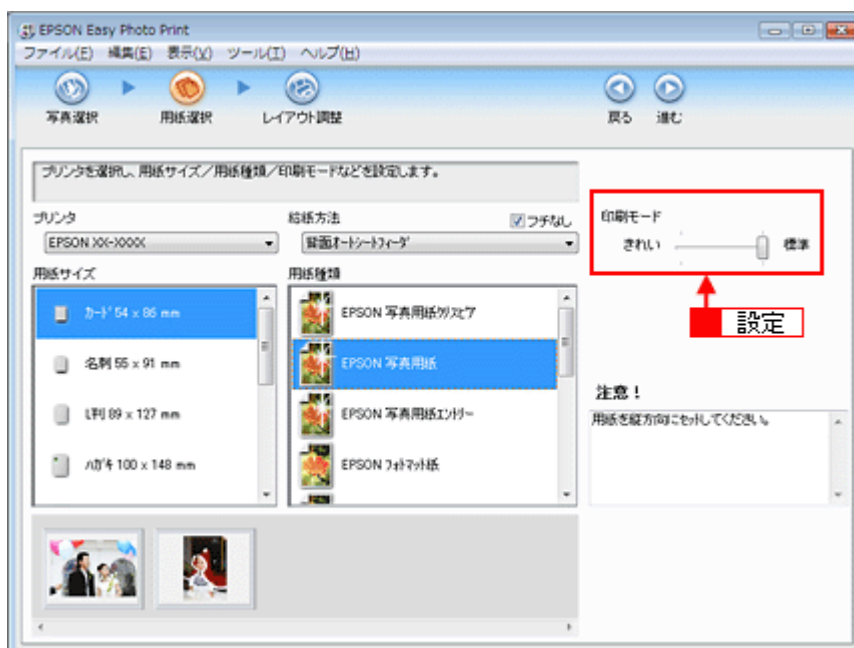 EPSON Easy Photo Print
ファイル(F) 編集(E) 表示(V) ツール(T) ヘルプ(H)
写真選択 用紙選択 レイアウト調整 戻る 進む
プリンタを選択し、用紙サイズ／用紙種類／印刷モードなどを設定します。
プリンタ 給紙方法 フチなし
EPSON XX-XXXX 背面オートシートフィーダ
印刷モード
きれい 標準
設定
用紙サイズ 用紙種類
カード 54 x 86 mm
名刺 55 x 91 mm
L判 89 x 127 mm
ハガキ 100 x 148 mm
EPSON 写真用紙クリスピア
EPSON 写真用紙
EPSON 写真用紙エントリー
EPSON フォトマット紙
注意！
用紙を縦方向にセットしてください。